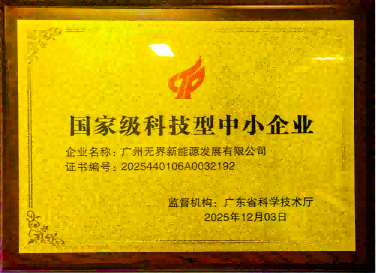 国家级科技型中小企业
企业名称：广州无界新能源发展有限公司
证书编号：2025440106A0032192
监督机构：广东省科学技术厅
2025年12月03日